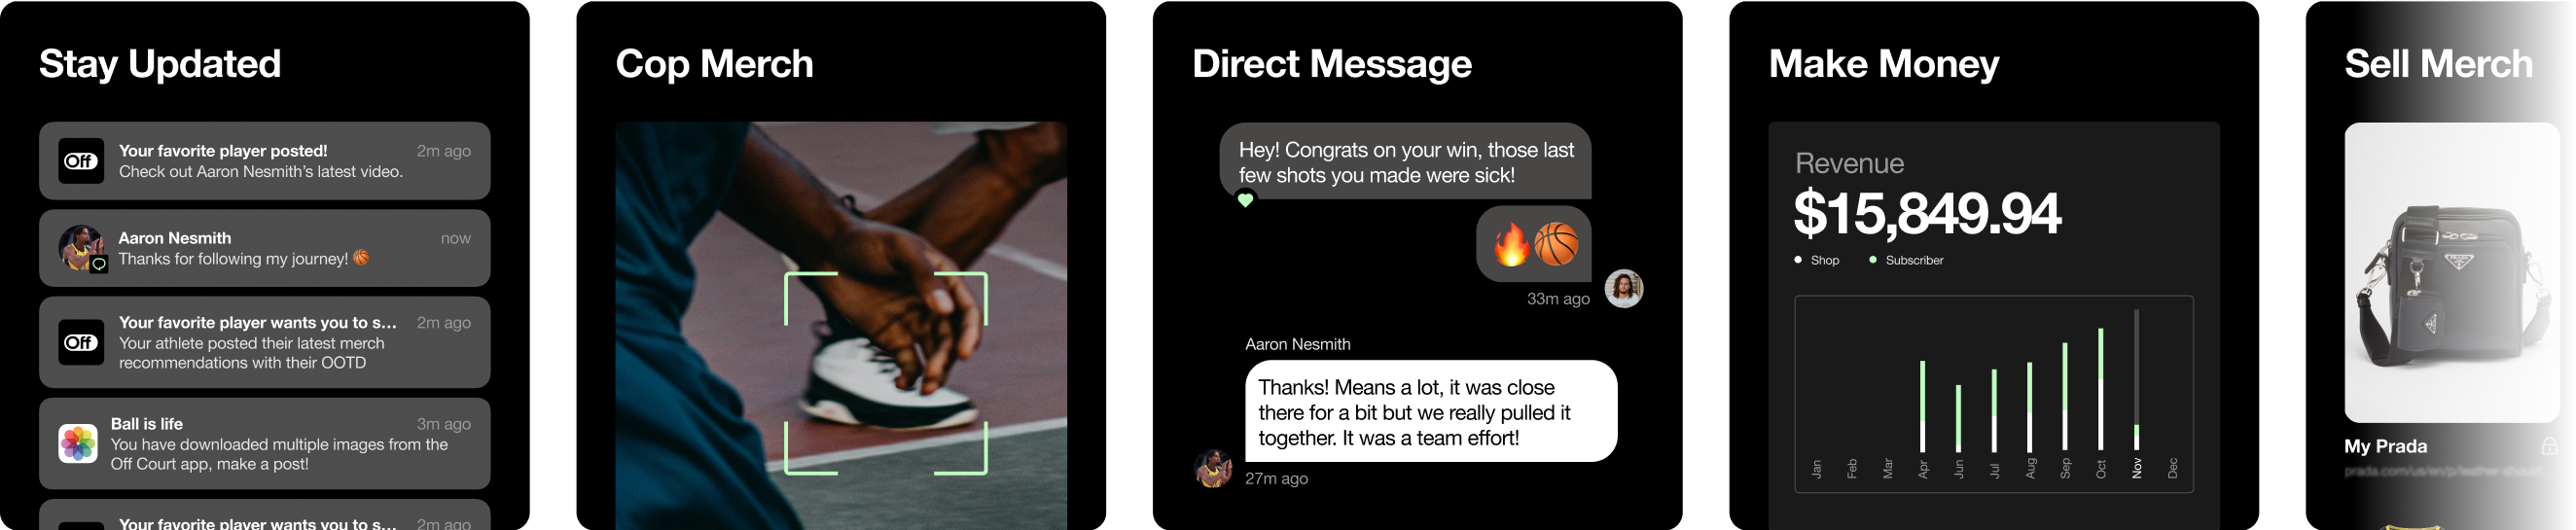 Stay Updated
Off
Your favorite player posted!
2m ago
Check out Aaron Nesmith's latest video.
Aaron Nesmith
now
Thanks for following my journey! 🏀
Off
Your favorite player wants you to s...
2m ago
Your athlete posted their latest merch
recommendations with their OOTD
Ball is life
3m ago
You have downloaded multiple images from the
Off Court app, make a post!
Your favorite player wants you to s...
2m ago
Cop Merch
Direct Message
Hey! Congrats on your win, those last
few shots you made were sick!
🔥🏀
33m ago
Aaron Nesmith
Thanks! Means a lot, it was close
there for a bit but we really pulled it
together. It was a team effort!
27m ago
Make Money
Revenue
$15,849.94
Shop
Subscriber
Jan
Feb
Mar
Apr
Jun
Jul
Aug
Sep
Oct
Nov
Dec
Sell Merch
PRADA
My Prada